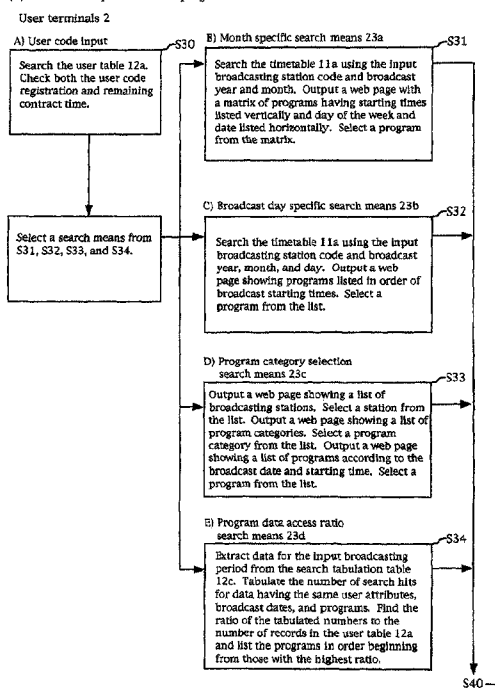 User terminals 2
A) User code input
S30
Search the user table 12a.
Check both the user code
registration and remaining
contract time.
Select a search means from
S31, S32, S33, and S34.
B) Month specific search means 23a
S31
Search the timetable 11a using the input
broadcasting station code and broadcast
year and month. Output a web page with
a matrix of programs having starting times
listed vertically and day of the week and
date listed horizontally. Select a program
from the matrix.
C) Broadcast day specific search means 23b
S32
Search the timetable 11a using the input
broadcasting station code and broadcast
year, month, and day. Output a web
page showing programs listed in order of
broadcast starting times. Select a
program from the list.
D) Program category selection
search means 23c
S33
Output a web page showing a list of
broadcasting stations. Select a station from
the list. Output a web page showing a list of
program categories. Select a program
category from the list. Output a web page
showing a list of programs according to the
broadcast date and starting time. Select a
program from the list.
E) Program data access ratio
search means 23d
S34
Extract data for the input broadcasting
period from the search tabulation table
12c. Tabulate the number of search hits
for data having the same user attributes,
broadcast dates, and programs. Find the
ratio of the tabulated numbers to the
number of records in the user table 12a
and list the programs in order beginning
from those with the highest ratio.
S40